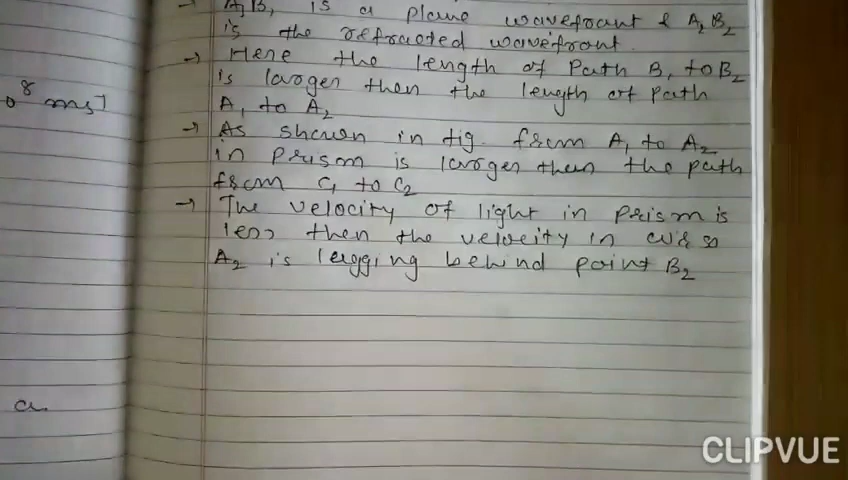 → A₁B₁ is a plane wavefront & A₂B₂
is the refracted wavefront.
→ Here the length of Path B₁ to B₂
is larger then the length of path
A₁ to A₂
→ As shown in fig. from A₁ to A₂
in prism is larger then the path
from C₁ to C₂
→ The velocity of light in prism is
less then the velocity in air so
A₂ is lagging behind point B₂
8
ms⁻¹
a.
CLIPVUE